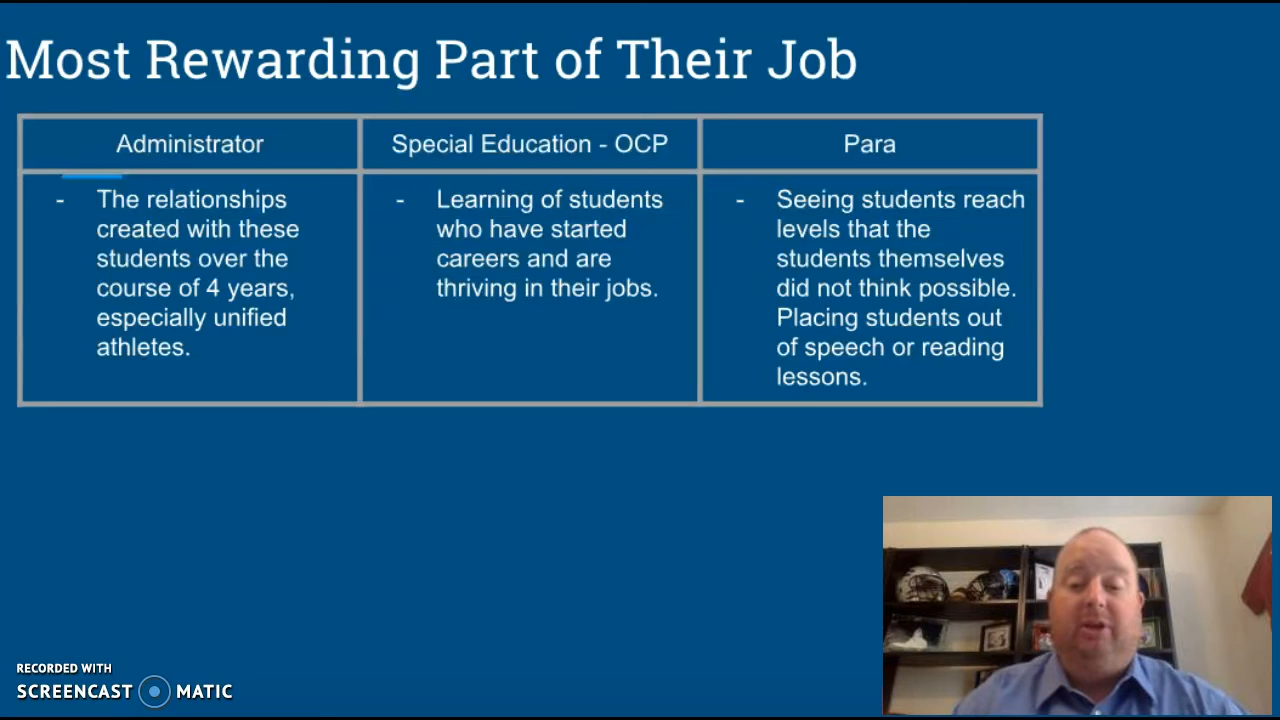 Most Rewarding Part of Their Job
Administrator
Special Education - OCP
Para
- The relationships
created with these
students over the
course of 4 years,
especially unified
athletes.
- Learning of students
who have started
careers and are
thriving in their jobs.
- Seeing students reach
levels that the
students themselves
did not think possible.
Placing students out
of speech or reading
lessons.
RECORDED WITH
SCREENCAST MATIC